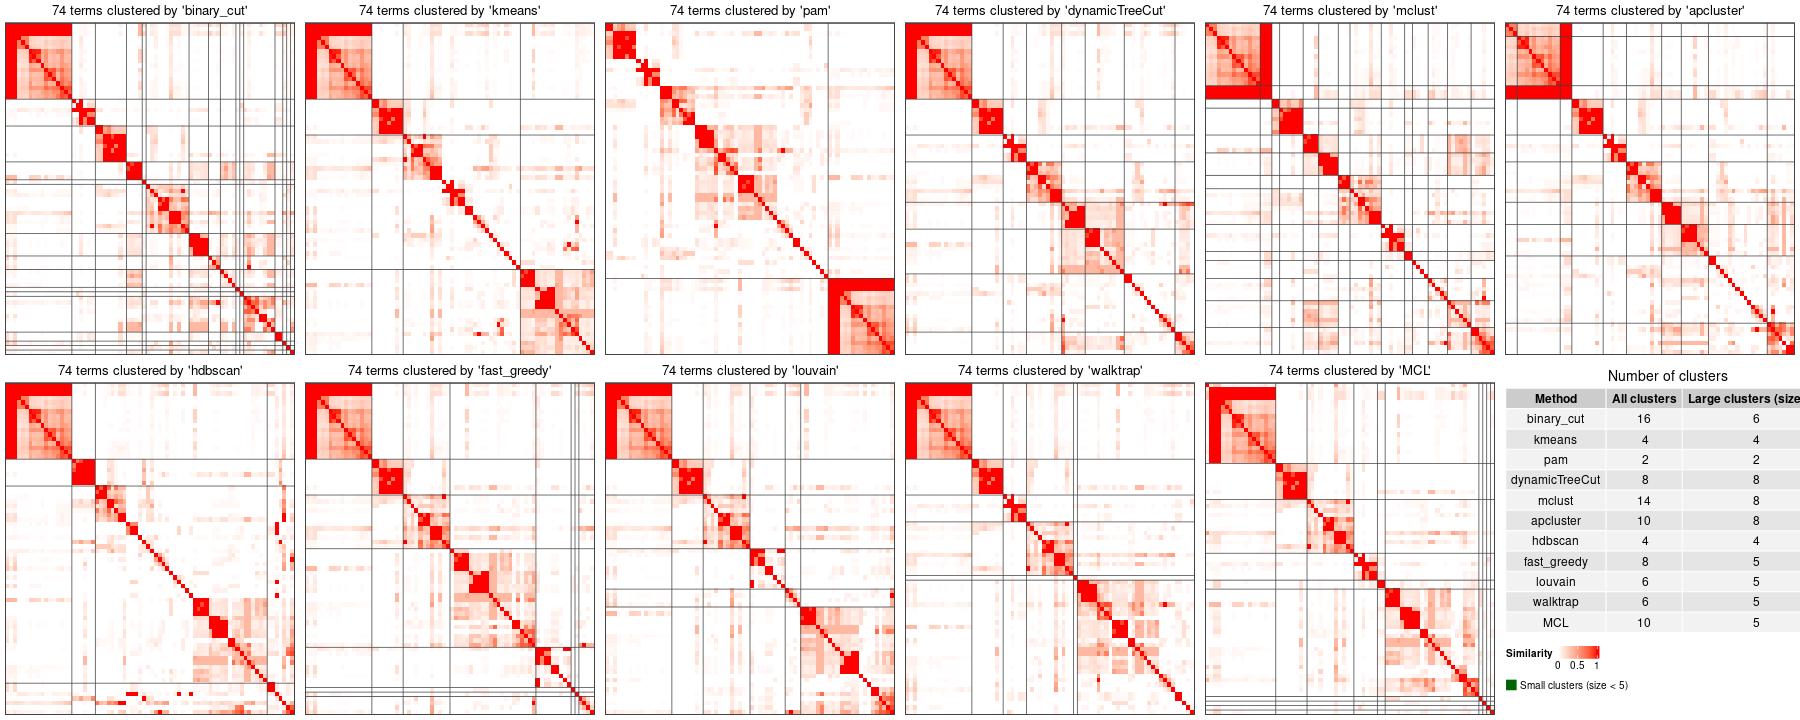 74 terms clustered by 'binary_cut'
74 terms clustered by 'kmeans'
74 terms clustered by 'pam'
74 terms clustered by 'dynamicTreeCut'
74 terms clustered by 'mclust'
74 terms clustered by 'apcluster'
74 terms clustered by 'hdbscan'
74 terms clustered by 'fast_greedy'
74 terms clustered by 'louvain'
74 terms clustered by 'walktrap'
74 terms clustered by 'MCL'
Number of clusters
Method All clusters Large clusters (size
binary_cut 16 6
kmeans 4 4
pam 2 2
dynamicTreeCut 8 8
mclust 14 8
apcluster 10 8
hdbscan 4 4
fast_greedy 8 5
louvain 6 5
walktrap 6 5
MCL 10 5
Similarity
0 0.5 1
Small clusters (size < 5)